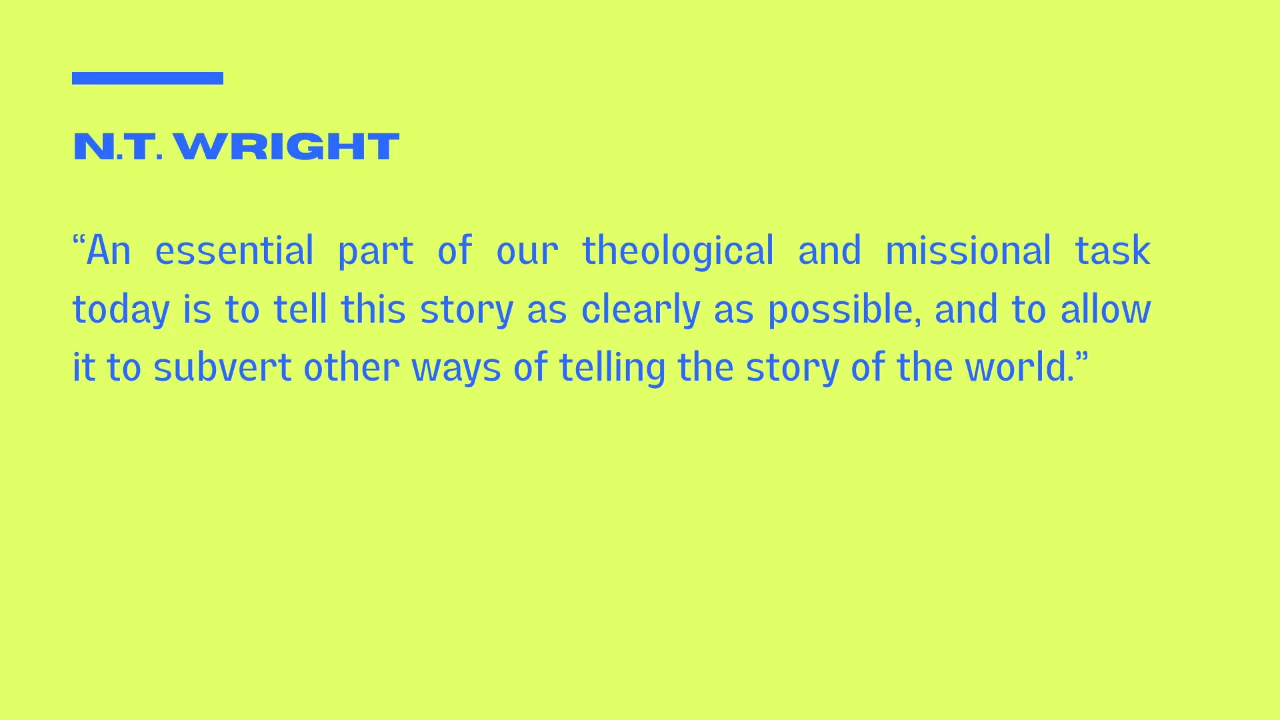 N.T. WRIGHT
“An essential part of our theological and missional task
today is to tell this story as clearly as possible, and to allow
it to subvert other ways of telling the story of the world.”